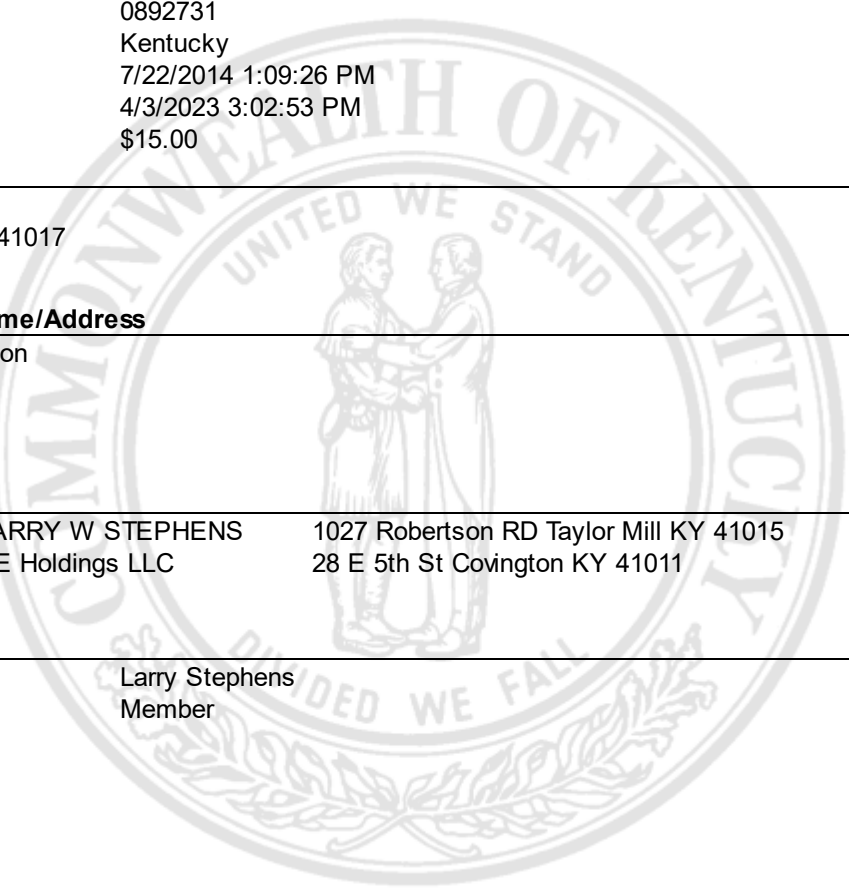 0892731
Kentucky
7/22/2014 1:09:26 PM
4/3/2023 3:02:53 PM
$15.00
41017
me/Address
on
ARRY W STEPHENS 1027 Robertson RD Taylor Mill KY 41015
E Holdings LLC 28 E 5th St Covington KY 41011
Larry Stephens
Member
COMMONWEALTH OF KENTUCKY
UNITED WE STAND
DIVIDED WE FALL